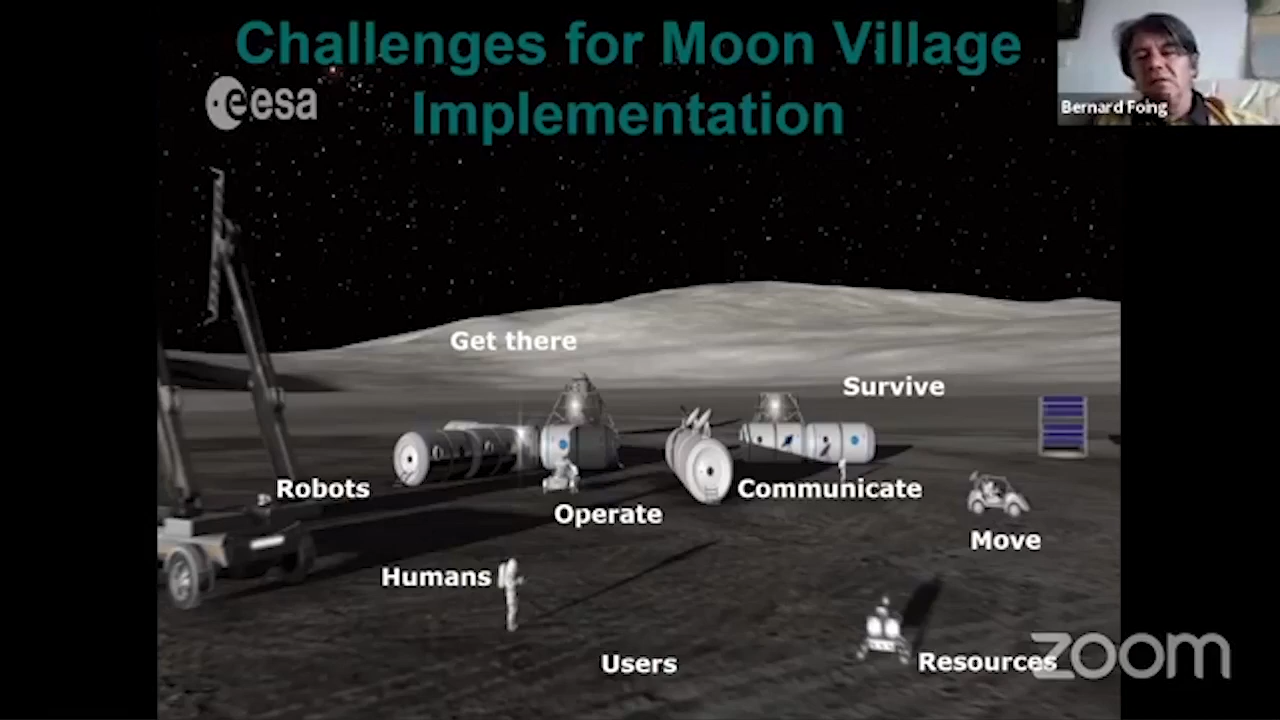 Challenges for Moon Village
Implementation
esa
Bernard Foing
Get there
Survive
Robots
Communicate
Operate
Move
Humans
Users
Resources
zoom